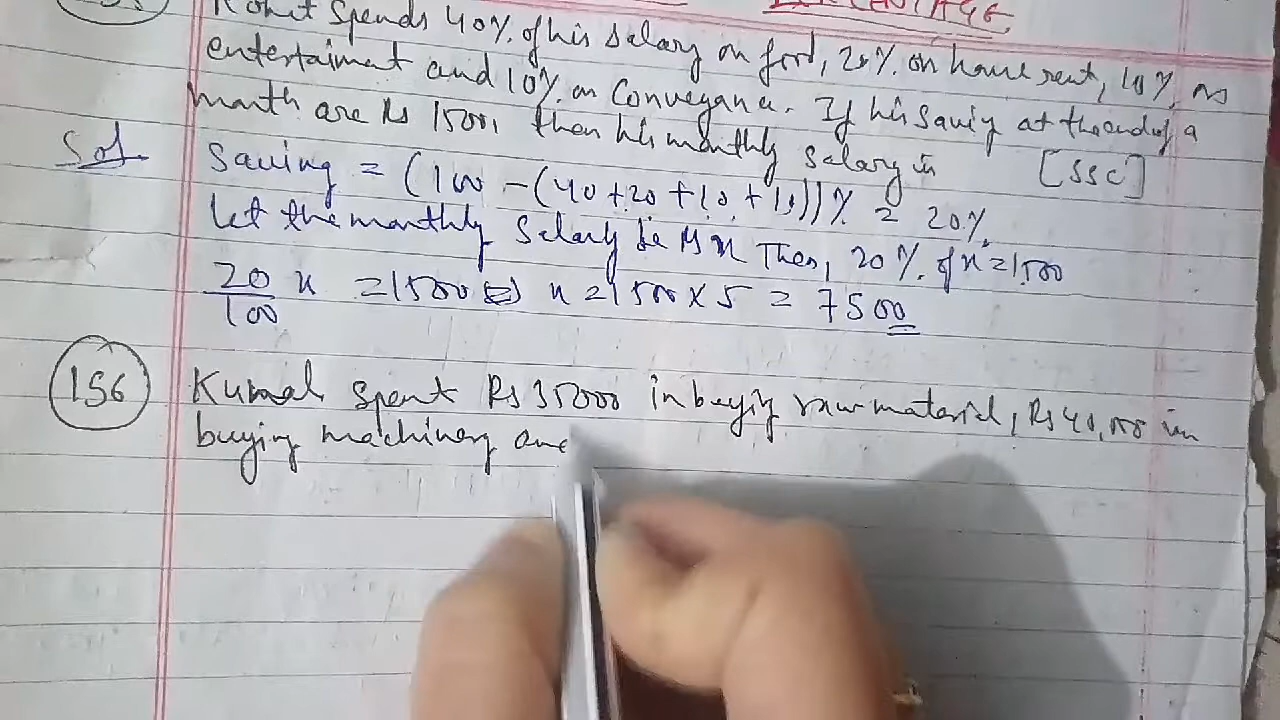 PERCENTAGE
Rohit Spends 40% of his salary on food, 20% on house rent, 10% on
entertaiment and 10% on Conveyance. If his Saving at the end of a
month are Rs 1500, then his monthly Salary is [SSC]
Sol Saving = (100 - (40+20+10+10))% = 20%
Let the monthly Salary be Rs x Then, 20% of x = 1500
20/100 x = 1500 x = 1500 × 5 = 7500
156 Kunal Spent Rs 35000 in buying raw material, Rs 40,000 in
buying machinery and